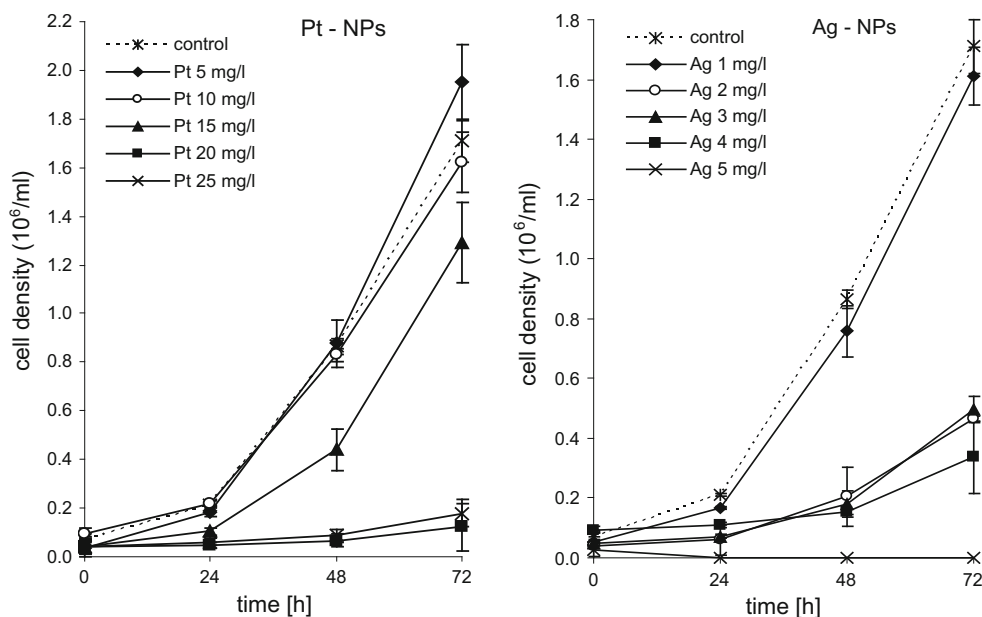 Pt - NPs
control
Pt 5 mg/l
Pt 10 mg/l
Pt 15 mg/l
Pt 20 mg/l
Pt 25 mg/l
cell density (10⁶/ml)
2.2
2.0
1.8
1.6
1.4
1.2
1.0
0.8
0.6
0.4
0.2
0.0
0 24 48 72
time [h]
Ag - NPs
control
Ag 1 mg/l
Ag 2 mg/l
Ag 3 mg/l
Ag 4 mg/l
Ag 5 mg/l
cell density (10⁶/ml)
1.8
1.6
1.4
1.2
1.0
0.8
0.6
0.4
0.2
0.0
0 24 48 72
time [h]